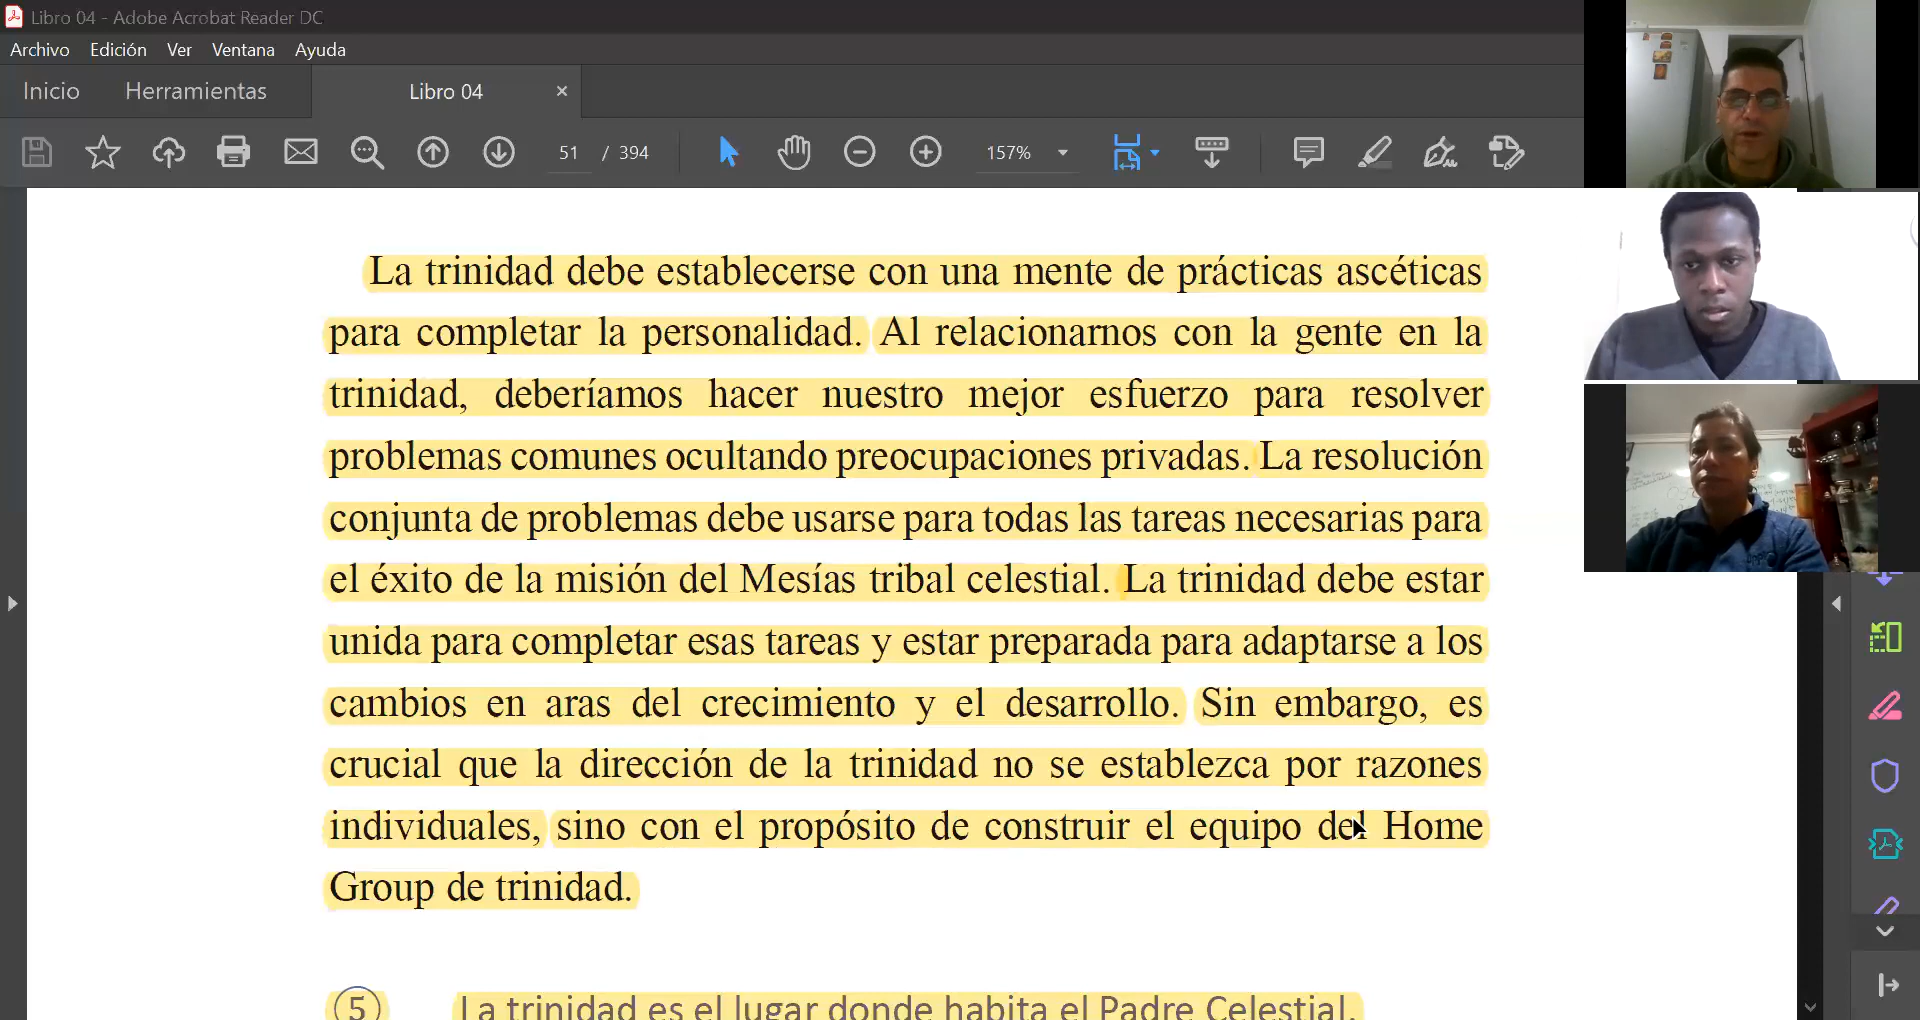 Libro 04 - Adobe Acrobat Reader DC
Archivo Edición Ver Ventana Ayuda
Inicio Herramientas Libro 04 ×
51 / 394 157%
La trinidad debe establecerse con una mente de prácticas ascéticas
para completar la personalidad. Al relacionarnos con la gente en la
trinidad, deberíamos hacer nuestro mejor esfuerzo para resolver
problemas comunes ocultando preocupaciones privadas. La resolución
conjunta de problemas debe usarse para todas las tareas necesarias para
el éxito de la misión del Mesías tribal celestial. La trinidad debe estar
unida para completar esas tareas y estar preparada para adaptarse a los
cambios en aras del crecimiento y el desarrollo. Sin embargo, es
crucial que la dirección de la trinidad no se establezca por razones
individuales, sino con el propósito de construir el equipo del Home
Group de trinidad.
5 La trinidad es el lugar donde habita el Padre Celestial.